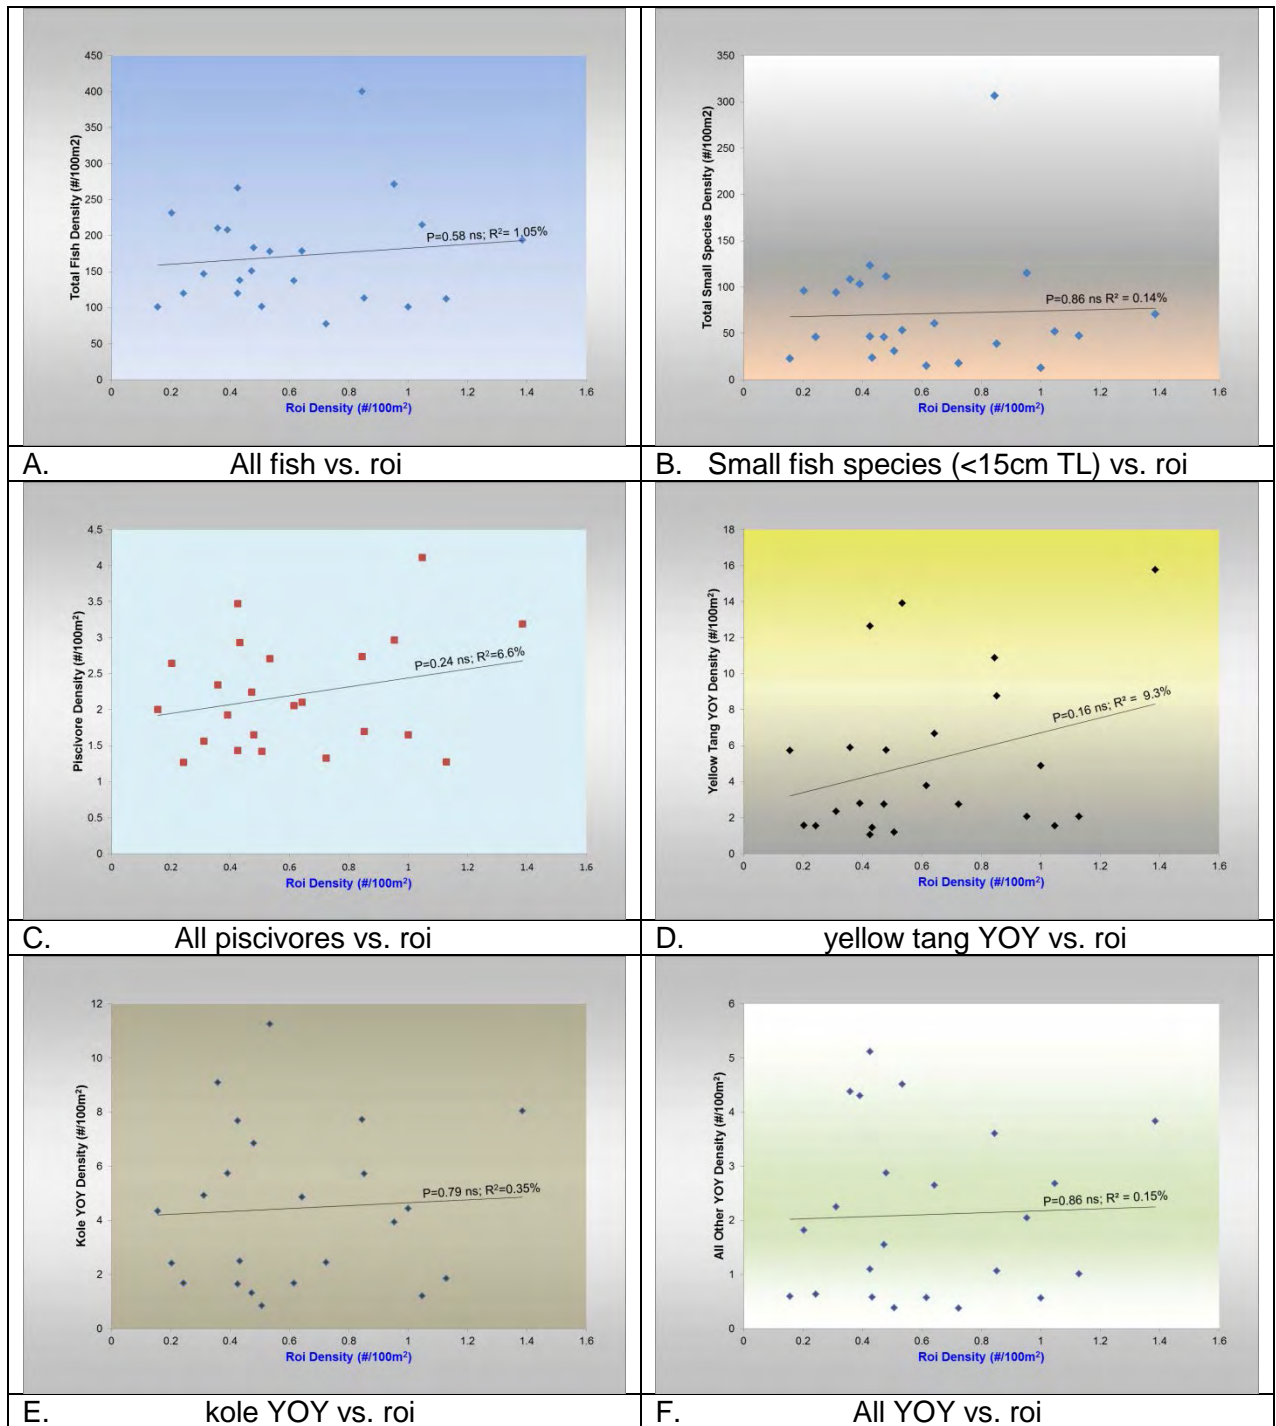 450
400
350
300
250
200
150
100
50
0
Total Fish Density (#/100m2)
P=0.58 ns; R²= 1.05%
0 0.2 0.4 0.6 0.8 1 1.2 1.4 1.6
Roi Density (#/100m²)
A. All fish vs. roi
350
300
250
200
150
100
50
0
Total Small Species Density (#/100m2)
P=0.86 ns R² = 0.14%
0 0.2 0.4 0.6 0.8 1 1.2 1.4 1.6
Roi Density (#/100m²)
B. Small fish species (<15cm TL) vs. roi
4.5
4
3.5
3
2.5
2
1.5
1
0.5
0
Piscivore Density (#/100m²)
P=0.24 ns; R²=6.6%
0 0.2 0.4 0.6 0.8 1 1.2 1.4 1.6
Roi Density (#/100m²)
C. All piscivores vs. roi
18
16
14
12
10
8
6
4
2
0
Yellow Tang YOY Density (#/100m²)
P=0.16 ns; R² = 9.3%
0 0.2 0.4 0.6 0.8 1 1.2 1.4 1.6
Roi Density (#/100m²)
D. yellow tang YOY vs. roi
12
10
8
6
4
2
0
Kole YOY Density (#/100m²)
P=0.79 ns; R²=0.35%
0 0.2 0.4 0.6 0.8 1 1.2 1.4 1.6
Roi Density (#/100m²)
E. kole YOY vs. roi
6
5
4
3
2
1
0
All Other YOY Density (#/100m²)
P=0.86 ns; R² = 0.15%
0 0.2 0.4 0.6 0.8 1 1.2 1.4 1.6
Roi Density (#/100m²)
F. All YOY vs. roi